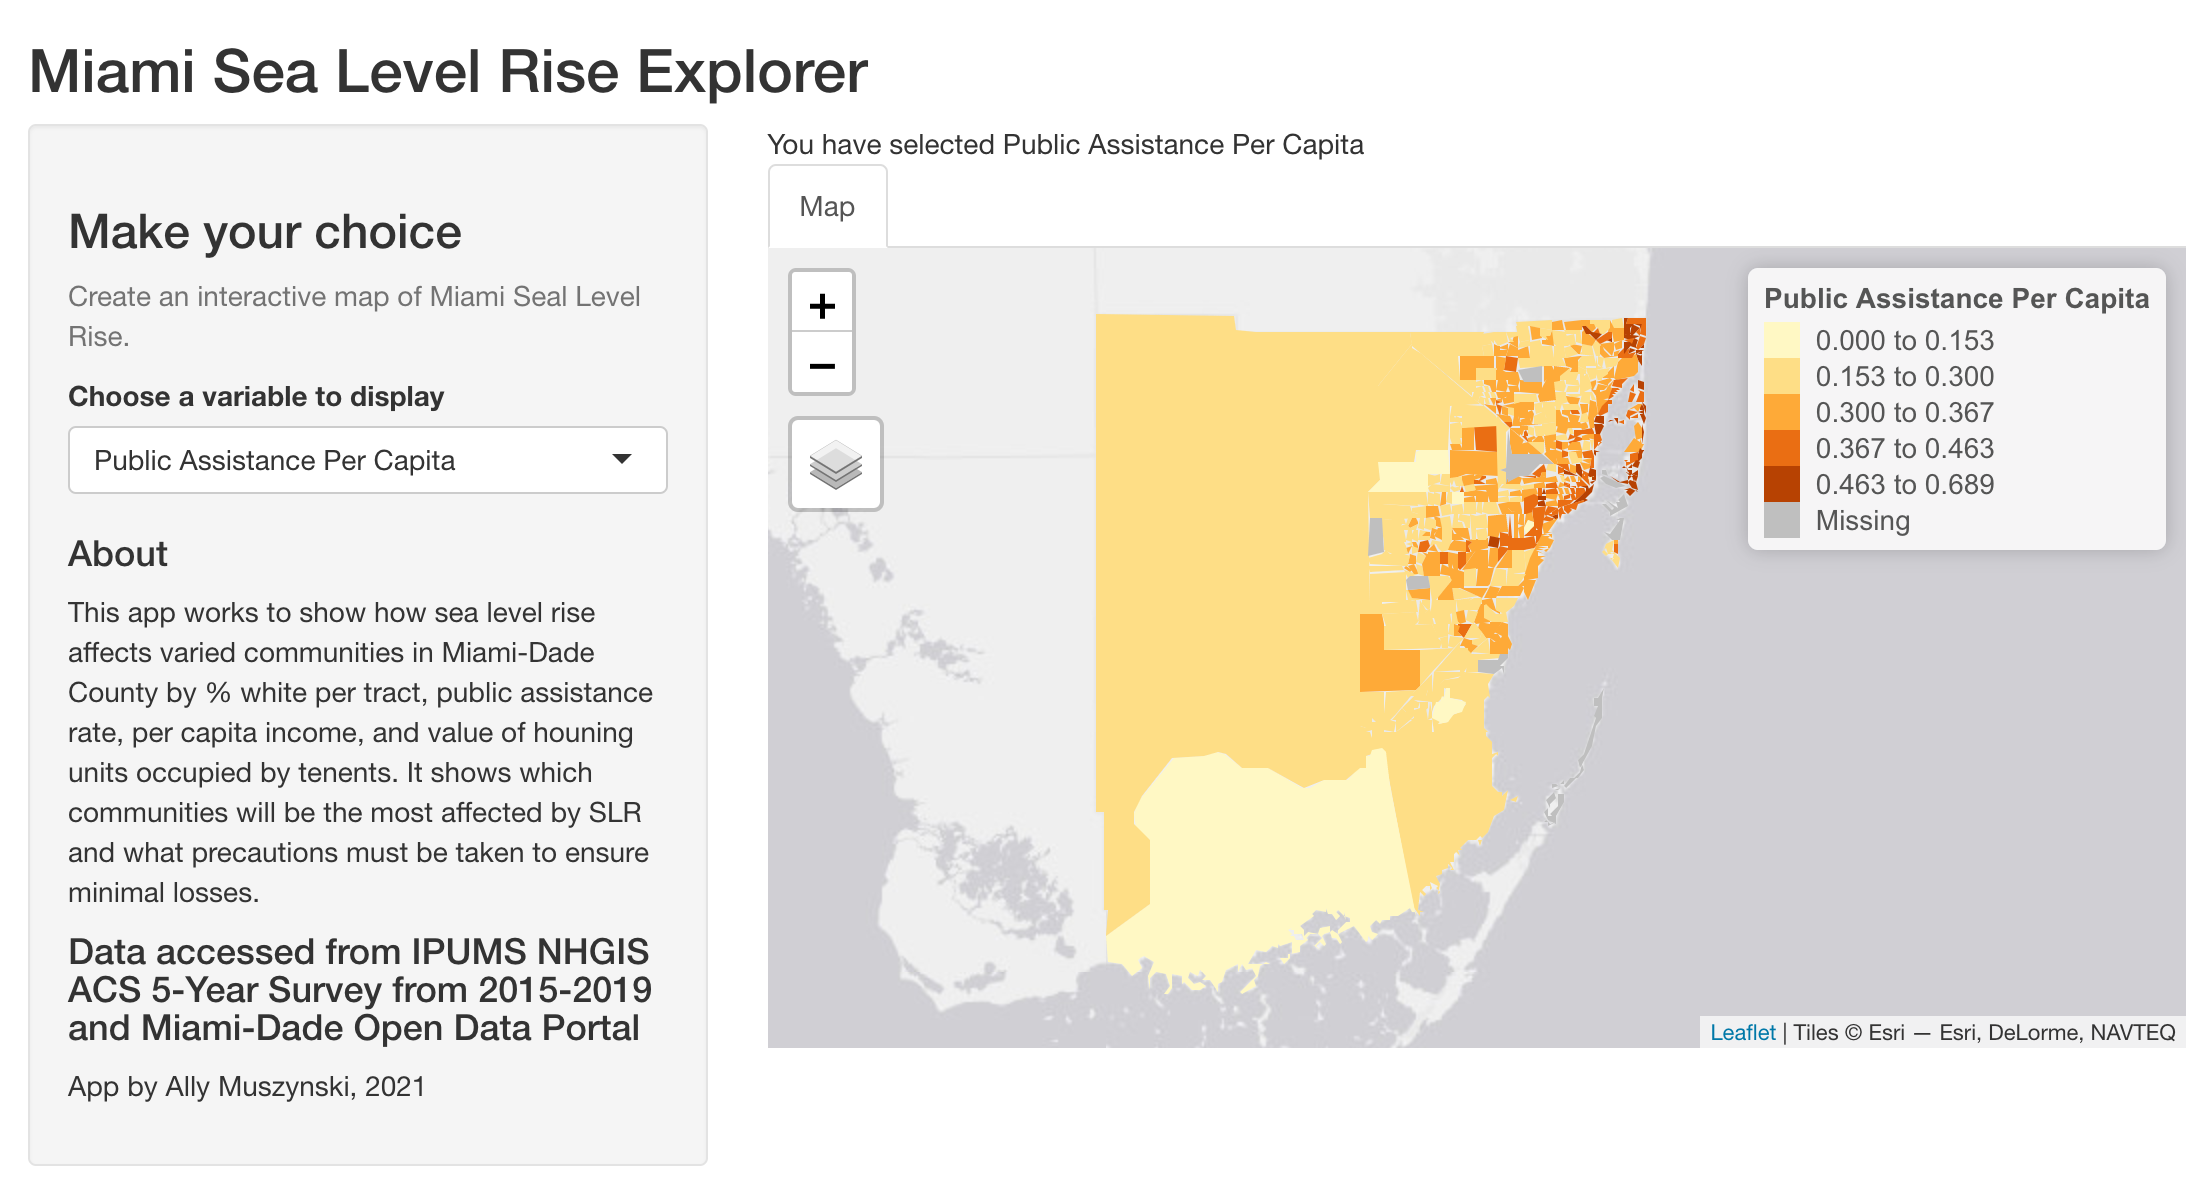 Miami Sea Level Rise Explorer
Make your choice
Create an interactive map of Miami Seal Level
Rise.
Choose a variable to display
Public Assistance Per Capita
About
This app works to show how sea level rise
affects varied communities in Miami-Dade
County by % white per tract, public assistance
rate, per capita income, and value of houning
units occupied by tenents. It shows which
communities will be the most affected by SLR
and what precautions must be taken to ensure
minimal losses.
Data accessed from IPUMS NHGIS
ACS 5-Year Survey from 2015-2019
and Miami-Dade Open Data Portal
App by Ally Muszynski, 2021
You have selected Public Assistance Per Capita
Map
+
−
Public Assistance Per Capita
0.000 to 0.153
0.153 to 0.300
0.300 to 0.367
0.367 to 0.463
0.463 to 0.689
Missing
Leaflet | Tiles © Esri — Esri, DeLorme, NAVTEQ